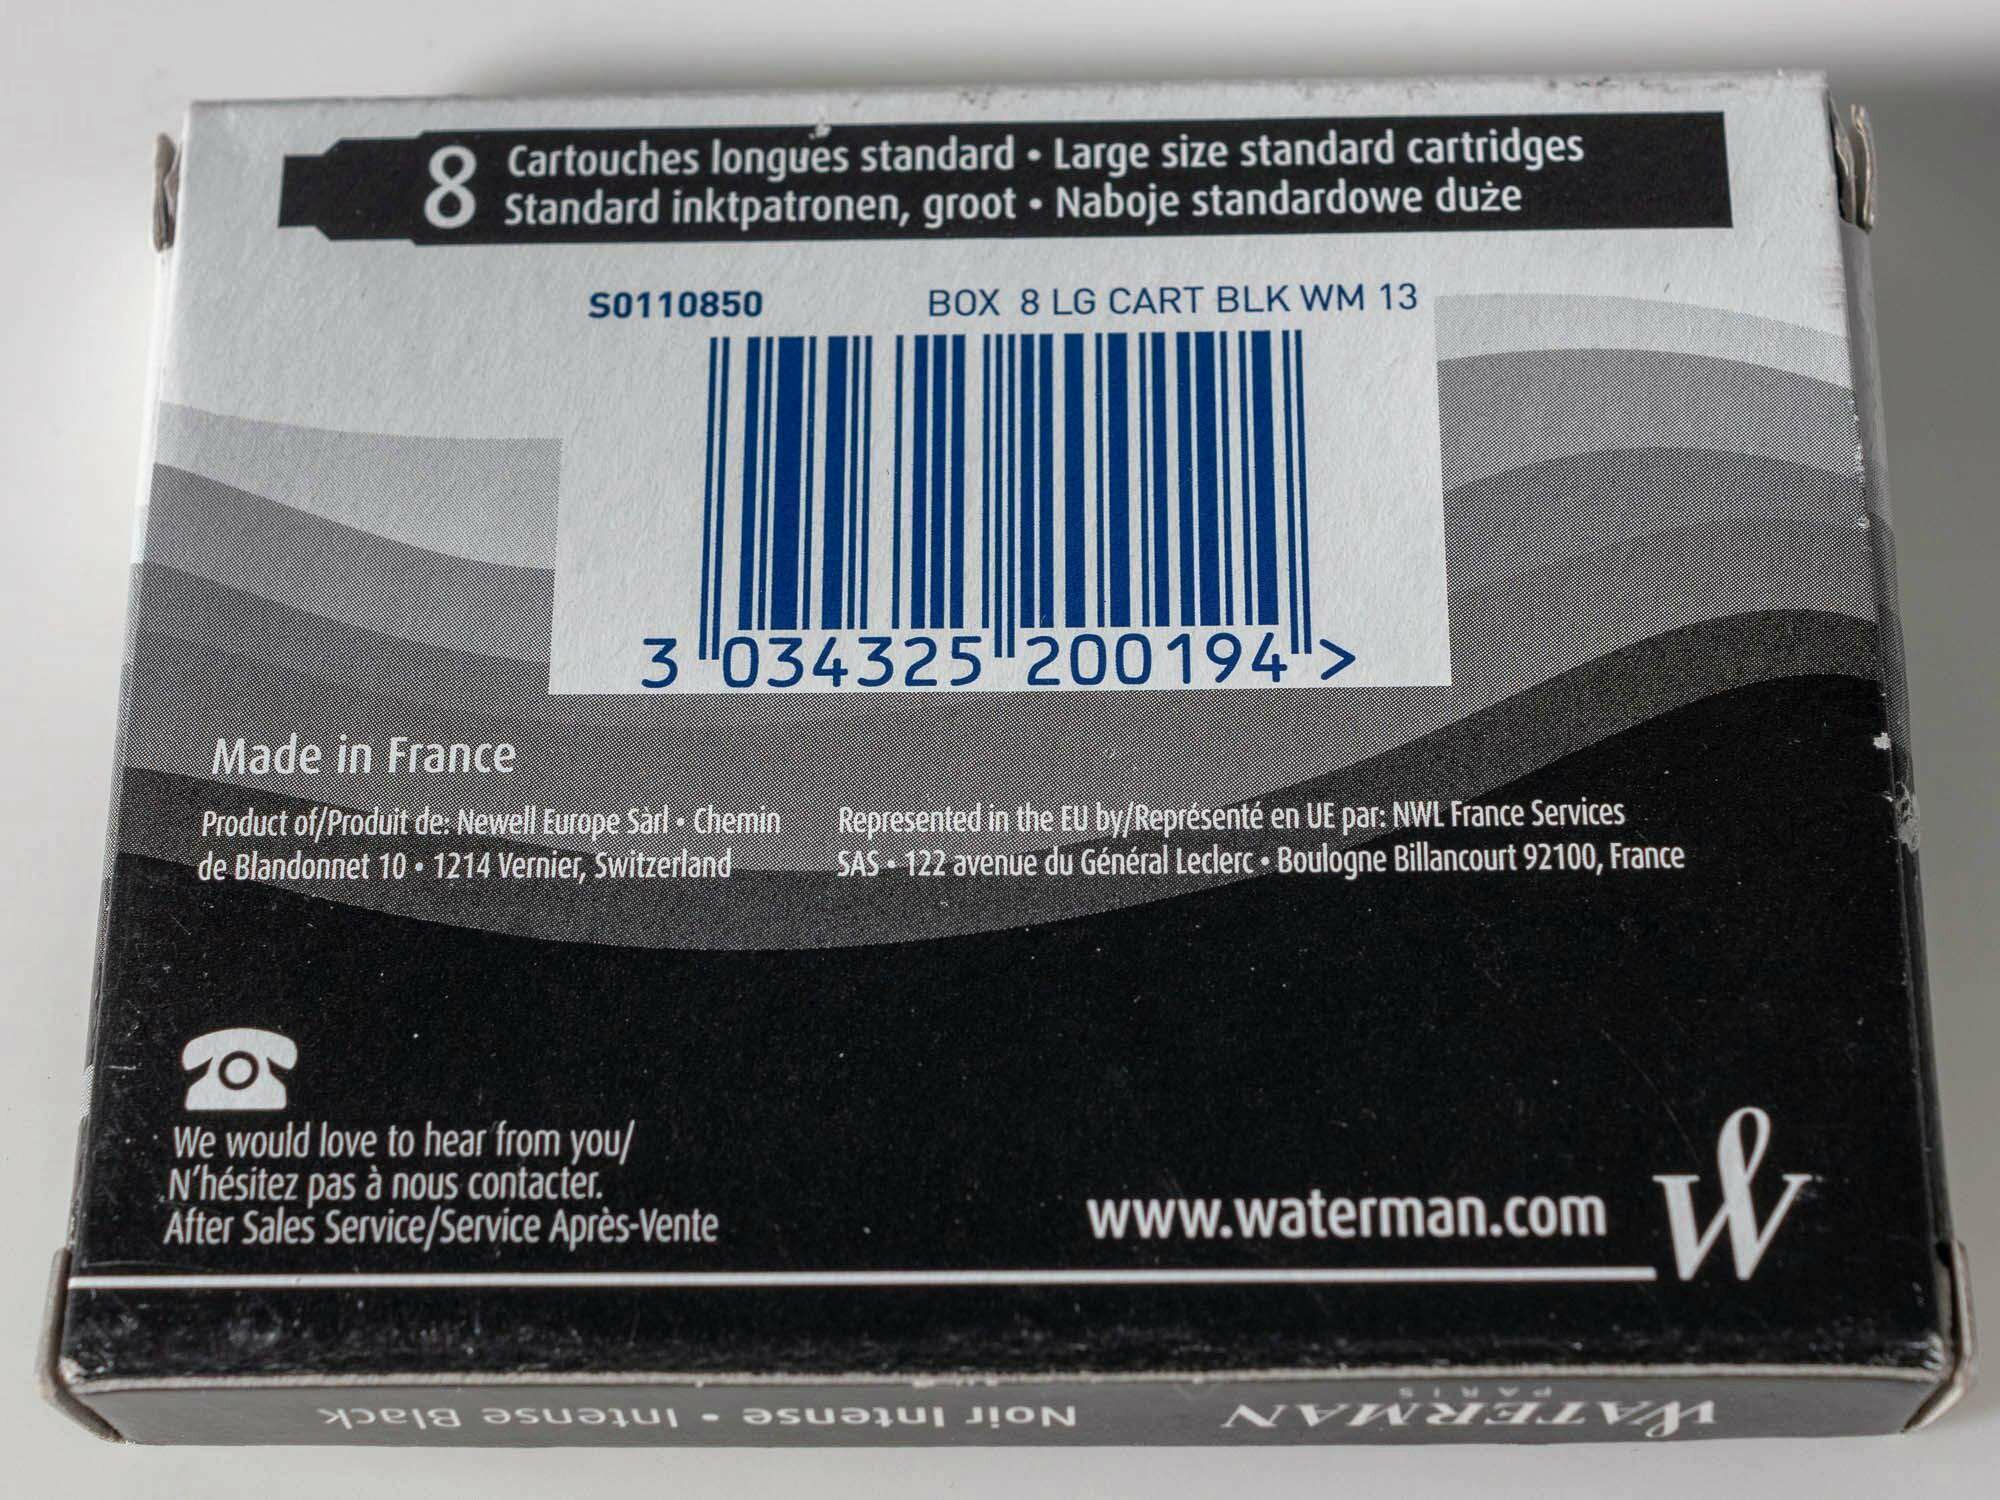 8 Cartouches longues standard • Large size standard cartridges
Standard inktpatronen, groot • Naboje standardowe duże
S0110850 BOX 8 LG CART BLK WM 13
3 034325 200194 >
Made in France
Product of/Produit de: Newell Europe Sàrl • Chemin
de Blandonnet 10 • 1214 Vernier, Switzerland
Represented in the EU by/Représenté en UE par: NWL France Services
SAS • 122 avenue du Général Leclerc • Boulogne Billancourt 92100, France
We would love to hear from you/
N'hésitez pas à nous contacter.
After Sales Service/Service Après-Vente
www.waterman.com W
WATERMAN
PARIS
Noir Intense • Intense Black